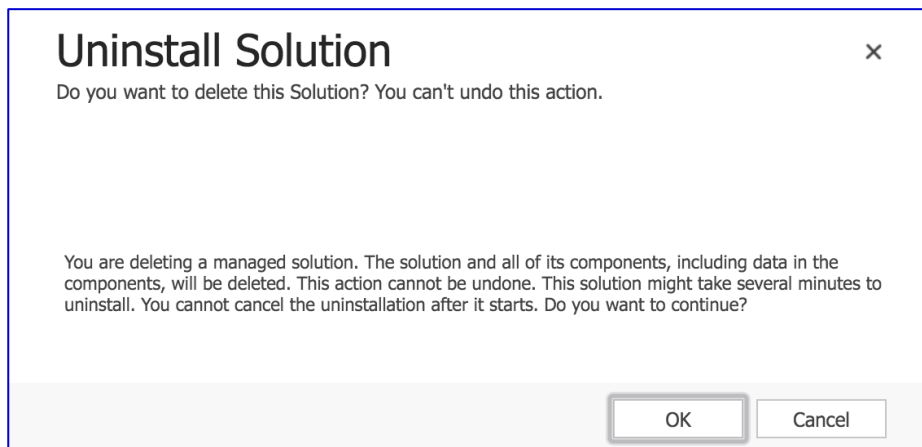 Uninstall Solution
Do you want to delete this Solution? You can't undo this action.
You are deleting a managed solution. The solution and all of its components, including data in the
components, will be deleted. This action cannot be undone. This solution might take several minutes to
uninstall. You cannot cancel the uninstallation after it starts. Do you want to continue?
OK
Cancel